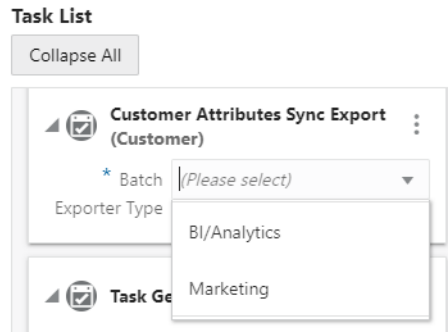 Task List
Collapse All
Customer Attributes Sync Export
(Customer)
* Batch (Please select)
Exporter Type
BI/Analytics
Marketing
Task Ge